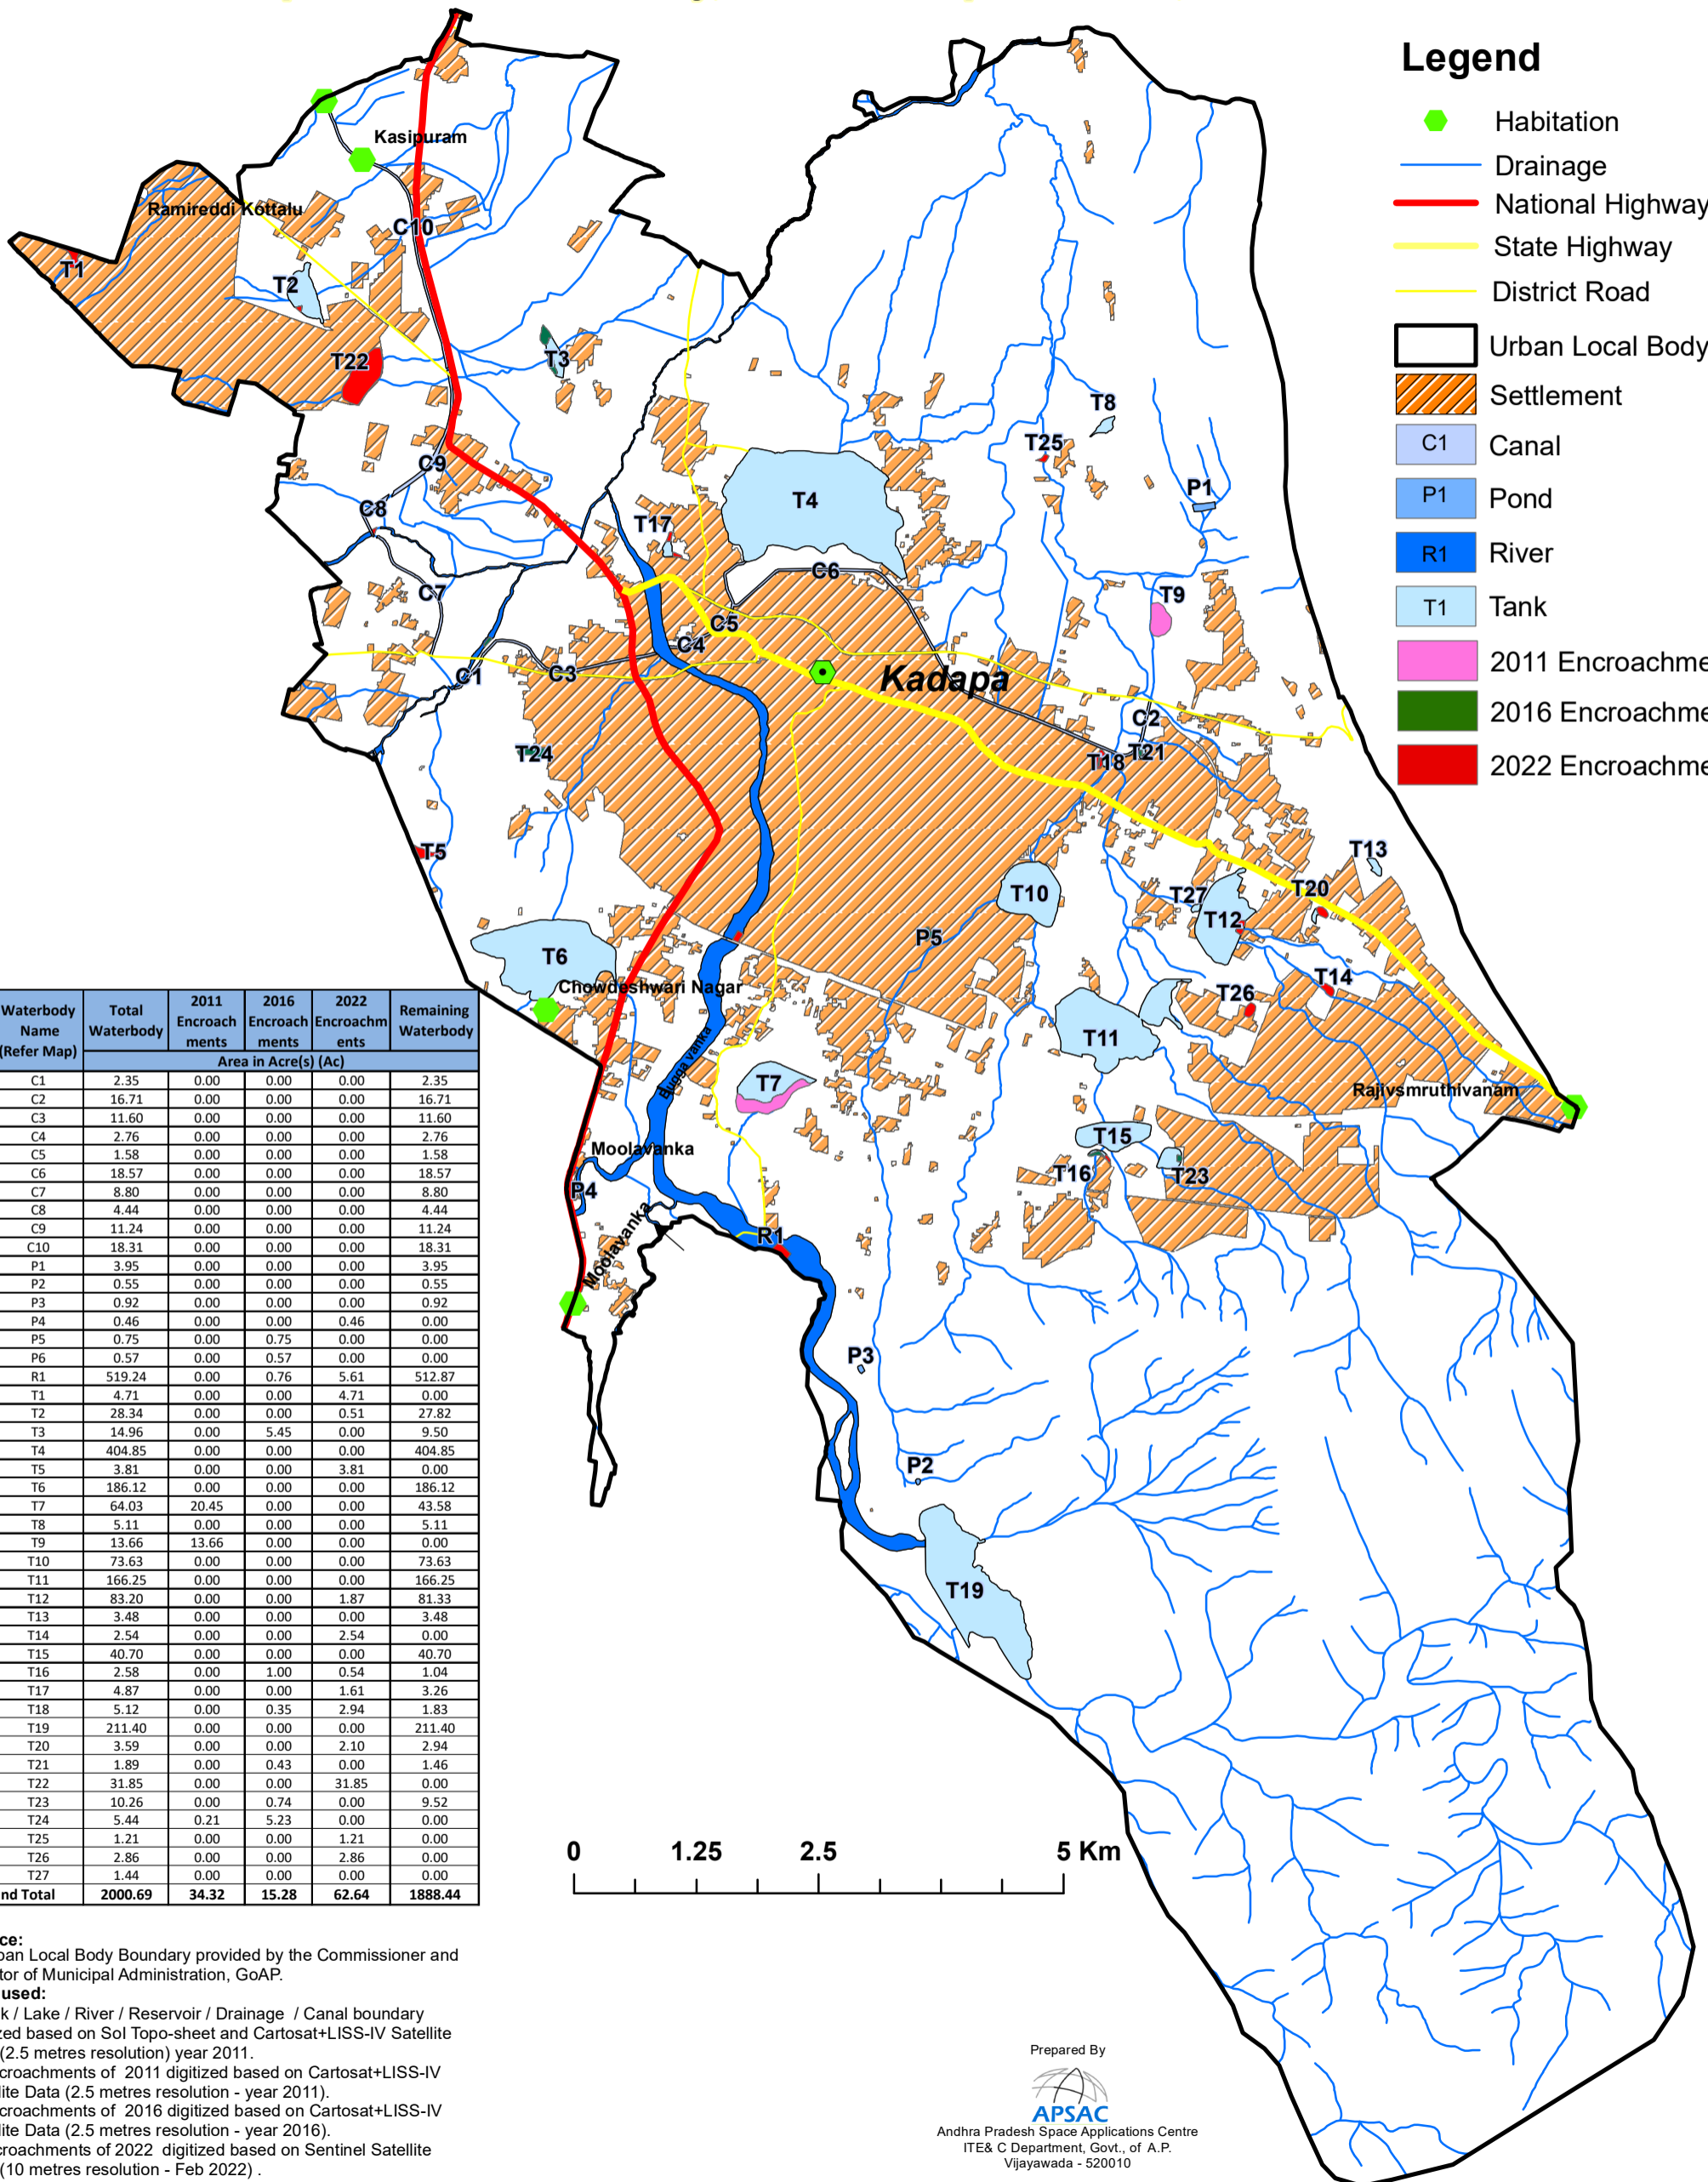 Legend
Habitation
Drainage
National Highway
State Highway
District Road
Urban Local Body
Settlement
C1 Canal
P1 Pond
R1 River
T1 Tank
2011 Encroachme
2016 Encroachme
2022 Encroachme
Kasipuram
Ramireddi Kottalu
C10
T1
T2
T22
T3
C9
C8
C7
T17
T4
C6
T25
T8
P1
T9
C5
C4
C3
C1
Kadapa
C2
T21
T18
T24
T5
T13
T20
T27
T12
T10
P5
T6
Chowdeshwari Nagar
T14
T26
T11
Bugga vanka
T7
Rajivsmruthivanam
Moolavanka
T15
T16
T23
P4
Moolavanka
R1
P3
P2
T19
Waterbody Name (Refer Map) Total Waterbody 2011 Encroach ments 2016 Encroach ments 2022 Encroachm ents Remaining Waterbody
Area in Acre(s) (Ac)
C1 2.35 0.00 0.00 0.00 2.35
C2 16.71 0.00 0.00 0.00 16.71
C3 11.60 0.00 0.00 0.00 11.60
C4 2.76 0.00 0.00 0.00 2.76
C5 1.58 0.00 0.00 0.00 1.58
C6 18.57 0.00 0.00 0.00 18.57
C7 8.80 0.00 0.00 0.00 8.80
C8 4.44 0.00 0.00 0.00 4.44
C9 11.24 0.00 0.00 0.00 11.24
C10 18.31 0.00 0.00 0.00 18.31
P1 3.95 0.00 0.00 0.00 3.95
P2 0.55 0.00 0.00 0.00 0.55
P3 0.92 0.00 0.00 0.00 0.92
P4 0.46 0.00 0.00 0.46 0.00
P5 0.75 0.00 0.75 0.00 0.00
P6 0.57 0.00 0.57 0.00 0.00
R1 519.24 0.00 0.76 5.61 512.87
T1 4.71 0.00 0.00 4.71 0.00
T2 28.34 0.00 0.00 0.51 27.82
T3 14.96 0.00 5.45 0.00 9.50
T4 404.85 0.00 0.00 0.00 404.85
T5 3.81 0.00 0.00 3.81 0.00
T6 186.12 0.00 0.00 0.00 186.12
T7 64.03 20.45 0.00 0.00 43.58
T8 5.11 0.00 0.00 0.00 5.11
T9 13.66 13.66 0.00 0.00 0.00
T10 73.63 0.00 0.00 0.00 73.63
T11 166.25 0.00 0.00 0.00 166.25
T12 83.20 0.00 0.00 1.87 81.33
T13 3.48 0.00 0.00 0.00 3.48
T14 2.54 0.00 0.00 2.54 0.00
T15 40.70 0.00 0.00 0.00 40.70
T16 2.58 0.00 1.00 0.54 1.04
T17 4.87 0.00 0.00 1.61 3.26
T18 5.12 0.00 0.35 2.94 1.83
T19 211.40 0.00 0.00 0.00 211.40
T20 3.59 0.00 0.00 2.10 2.94
T21 1.89 0.00 0.43 0.00 1.46
T22 31.85 0.00 0.00 31.85 0.00
T23 10.26 0.00 0.74 0.00 9.52
T24 5.44 0.21 5.23 0.00 0.00
T25 1.21 0.00 0.00 1.21 0.00
T26 2.86 0.00 0.00 2.86 0.00
T27 1.44 0.00 0.00 0.00 0.00
nd Total 2000.69 34.32 15.28 62.64 1888.44
0 1.25 2.5 5 Km
ce:
ban Local Body Boundary provided by the Commissioner and
tor of Municipal Administration, GoAP.
used:
k / Lake / River / Reservoir / Drainage / Canal boundary
zed based on SoI Topo-sheet and Cartosat+LISS-IV Satellite
(2.5 metres resolution) year 2011.
croachments of 2011 digitized based on Cartosat+LISS-IV
lite Data (2.5 metres resolution - year 2011).
croachments of 2016 digitized based on Cartosat+LISS-IV
lite Data (2.5 metres resolution - year 2016).
croachments of 2022 digitized based on Sentinel Satellite
(10 metres resolution - Feb 2022) .
Prepared By
APSAC
Andhra Pradesh Space Applications Centre
ITE& C Department, Govt., of A.P.
Vijayawada - 520010